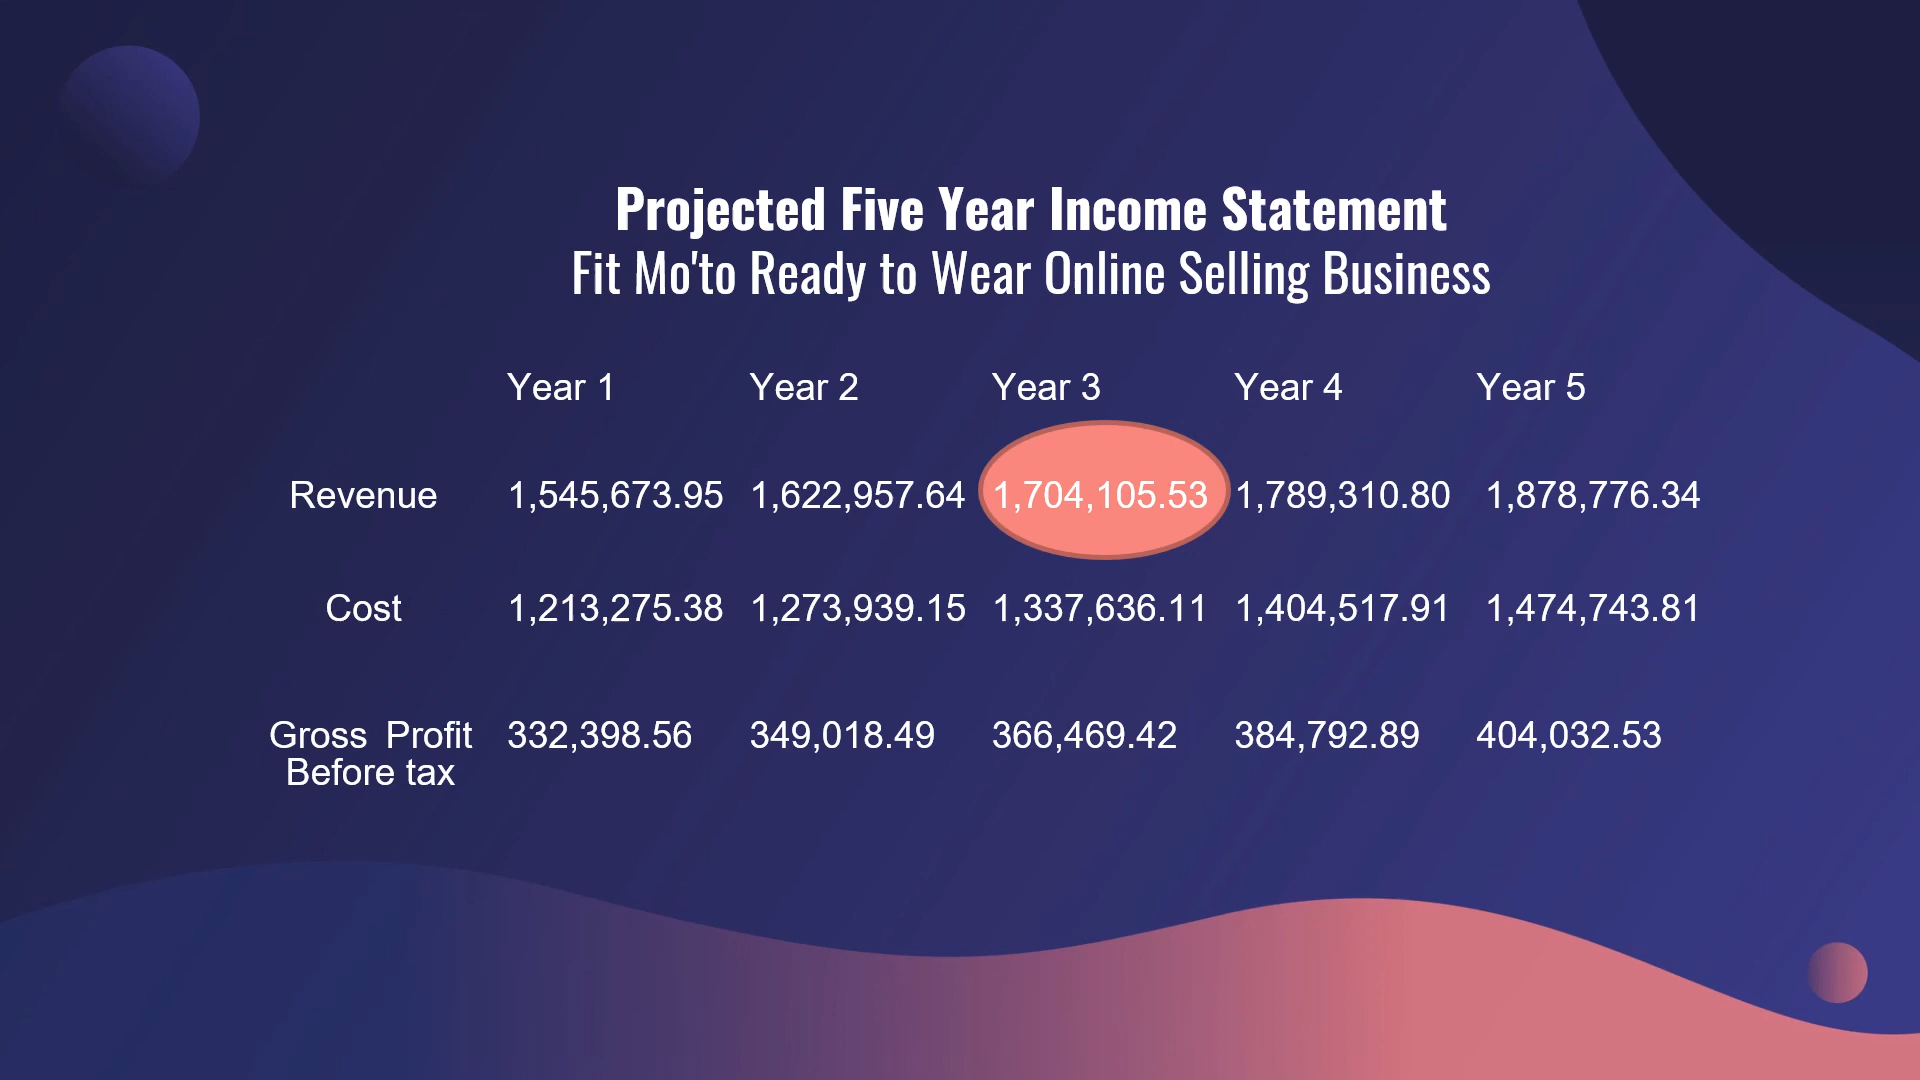 Projected Five Year Income Statement
Fit Mo'to Ready to Wear Online Selling Business
Year 1 Year 2 Year 3 Year 4 Year 5
Revenue 1,545,673.95 1,622,957.64 1,704,105.53 1,789,310.80 1,878,776.34
Cost 1,213,275.38 1,273,939.15 1,337,636.11 1,404,517.91 1,474,743.81
Gross Profit 332,398.56 349,018.49 366,469.42 384,792.89 404,032.53
Before tax